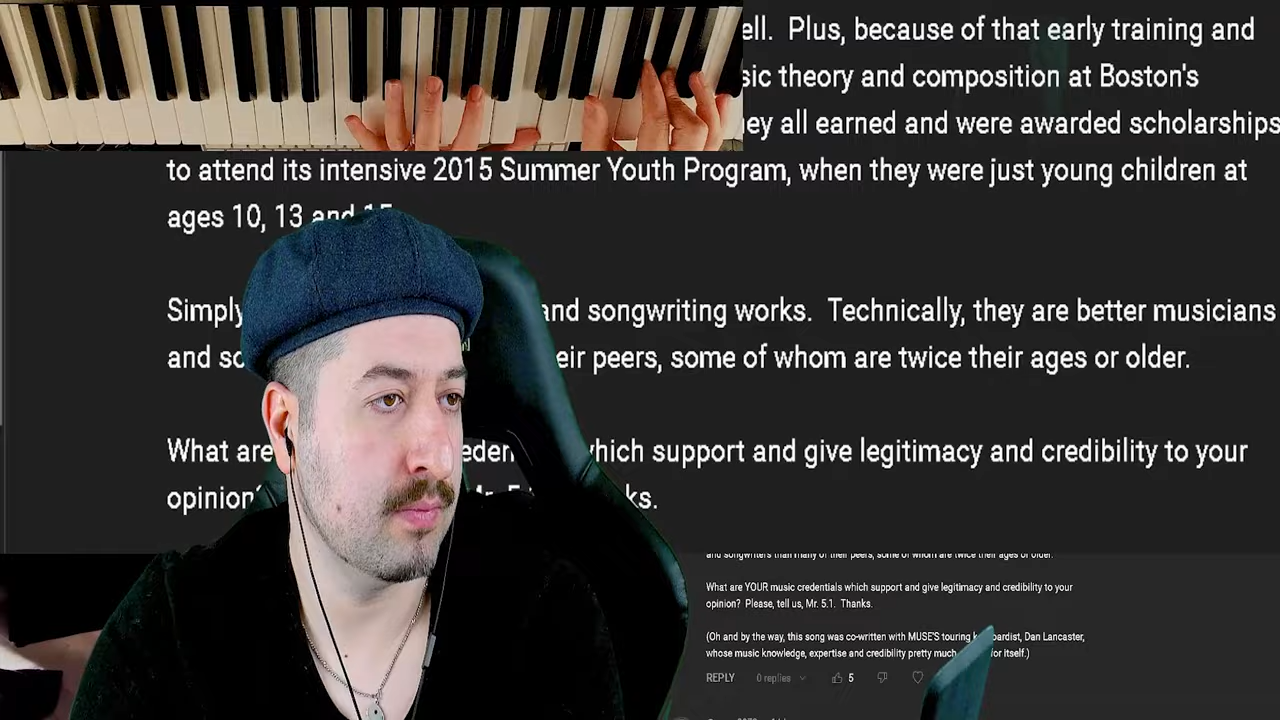 ell. Plus, because of that early training and
sic theory and composition at Boston's
ey all earned and were awarded scholarships
to attend its intensive 2015 Summer Youth Program, when they were just young children at
ages 10, 13 and 15
Simply and songwriting works. Technically, they are better musicians
and so eir peers, some of whom are twice their ages or older.
What are which support and give legitimacy and credibility to your
opinion? Mr. 5 ks.
and songwriters than many of their peers, some of whom are twice their ages or older.
What are YOUR music credentials which support and give legitimacy and credibility to your
opinion? Please, tell us, Mr. 5.1. Thanks.
(Oh and by the way, this song was co-written with MUSE'S touring k bardist, Dan Lancaster,
whose music knowledge, expertise and credibility pretty much for itself.)
REPLY 0 replies 5